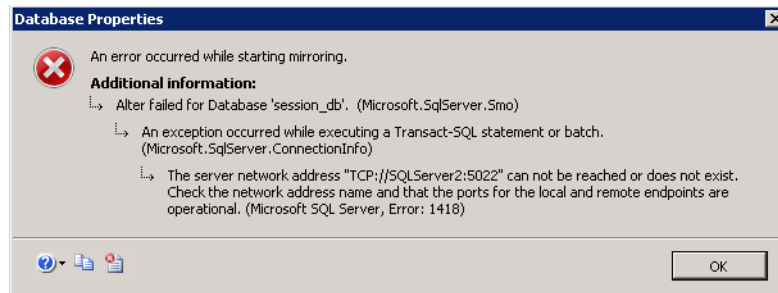 Database Properties
An error occurred while starting mirroring.
Additional information:
Alter failed for Database 'session_db'. (Microsoft.SqlServer.Smo)
An exception occurred while executing a Transact-SQL statement or batch.
(Microsoft.SqlServer.ConnectionInfo)
The server network address "TCP://SQLServer2:5022" can not be reached or does not exist.
Check the network address name and that the ports for the local and remote endpoints are
operational. (Microsoft SQL Server, Error: 1418)
OK